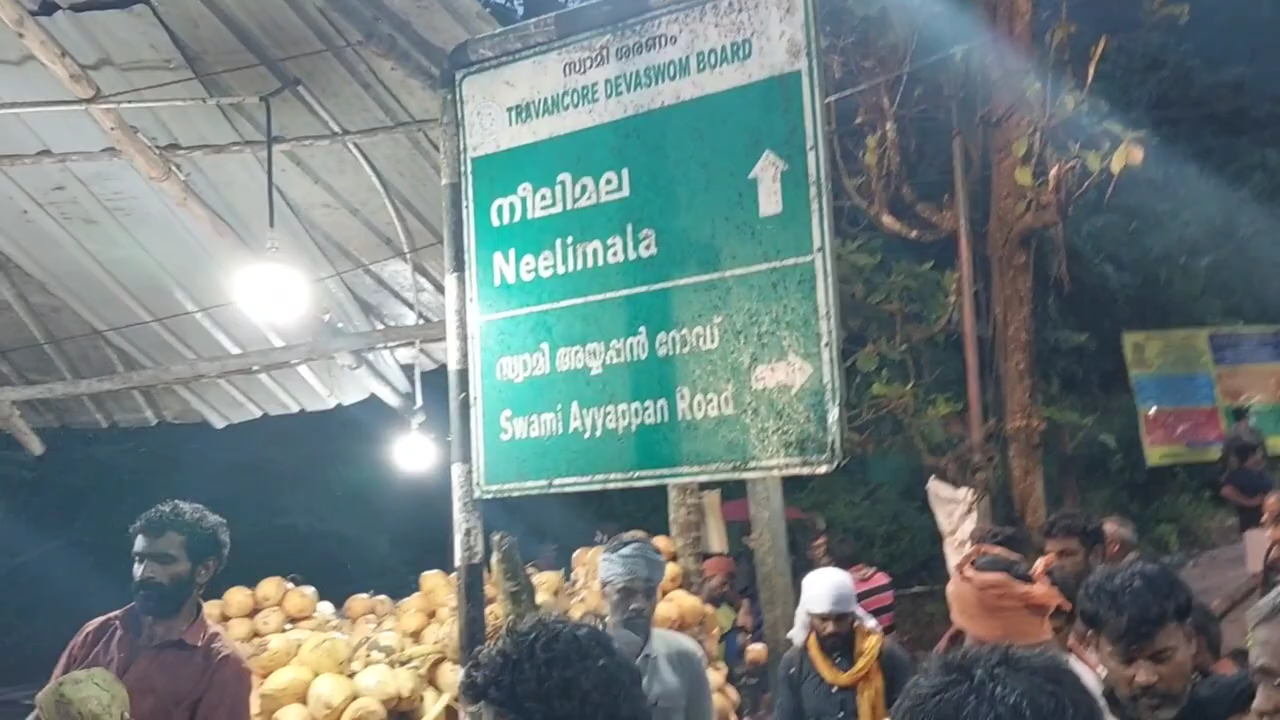 സ്വാമി ശരണം
TRAVANCORE DEVASWOM BOARD
നീലിമല
Neelimala
സ്വാമി അയ്യപ്പൻ റോഡ്
Swami Ayyappan Road